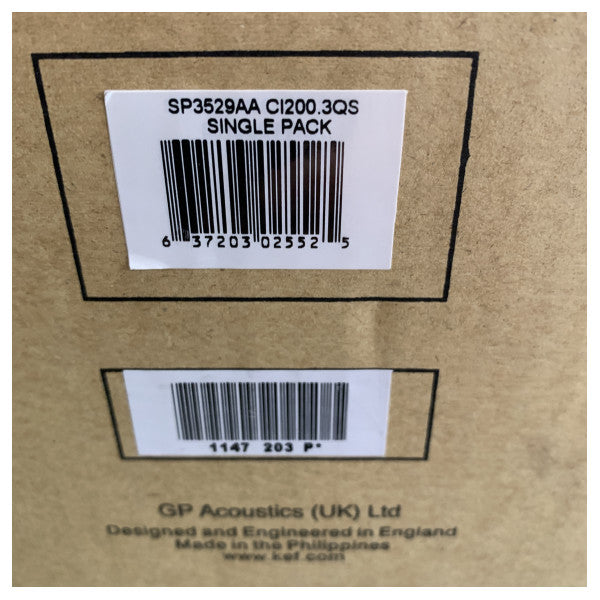 SP3529AA CI200.3QS
SINGLE PACK
6 37203 02552 5
1147 203 P*
GP Acoustics (UK) Ltd
Designed and Engineered in England
Made in the Philippines
www.kef.com